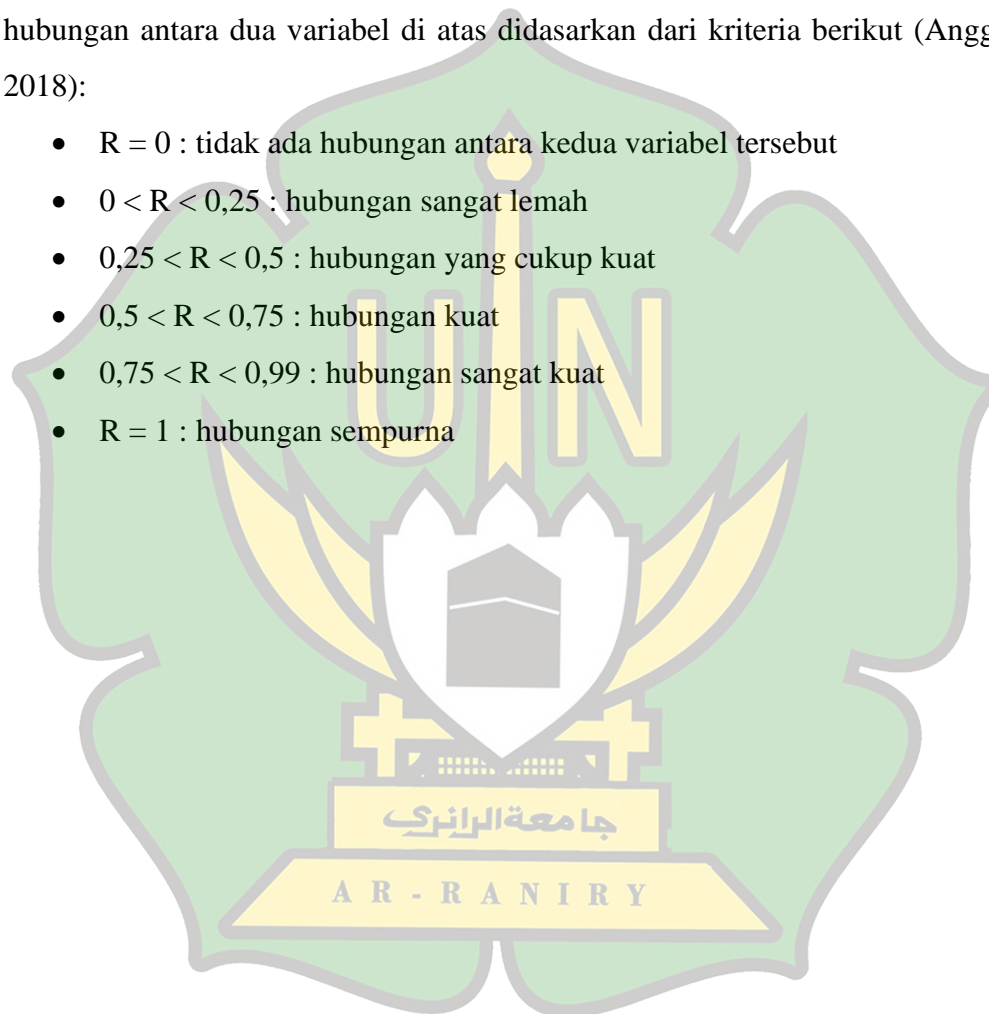 hubungan antara dua variabel di atas didasarkan dari kriteria berikut (Angg
2018):
• R = 0 : tidak ada hubungan antara kedua variabel tersebut
• 0 < R < 0,25 : hubungan sangat lemah
• 0,25 < R < 0,5 : hubungan yang cukup kuat
• 0,5 < R < 0,75 : hubungan kuat
• 0,75 < R < 0,99 : hubungan sangat kuat
• R = 1 : hubungan sempurna
UIN
جامعةالرانري
AR-RANIRY